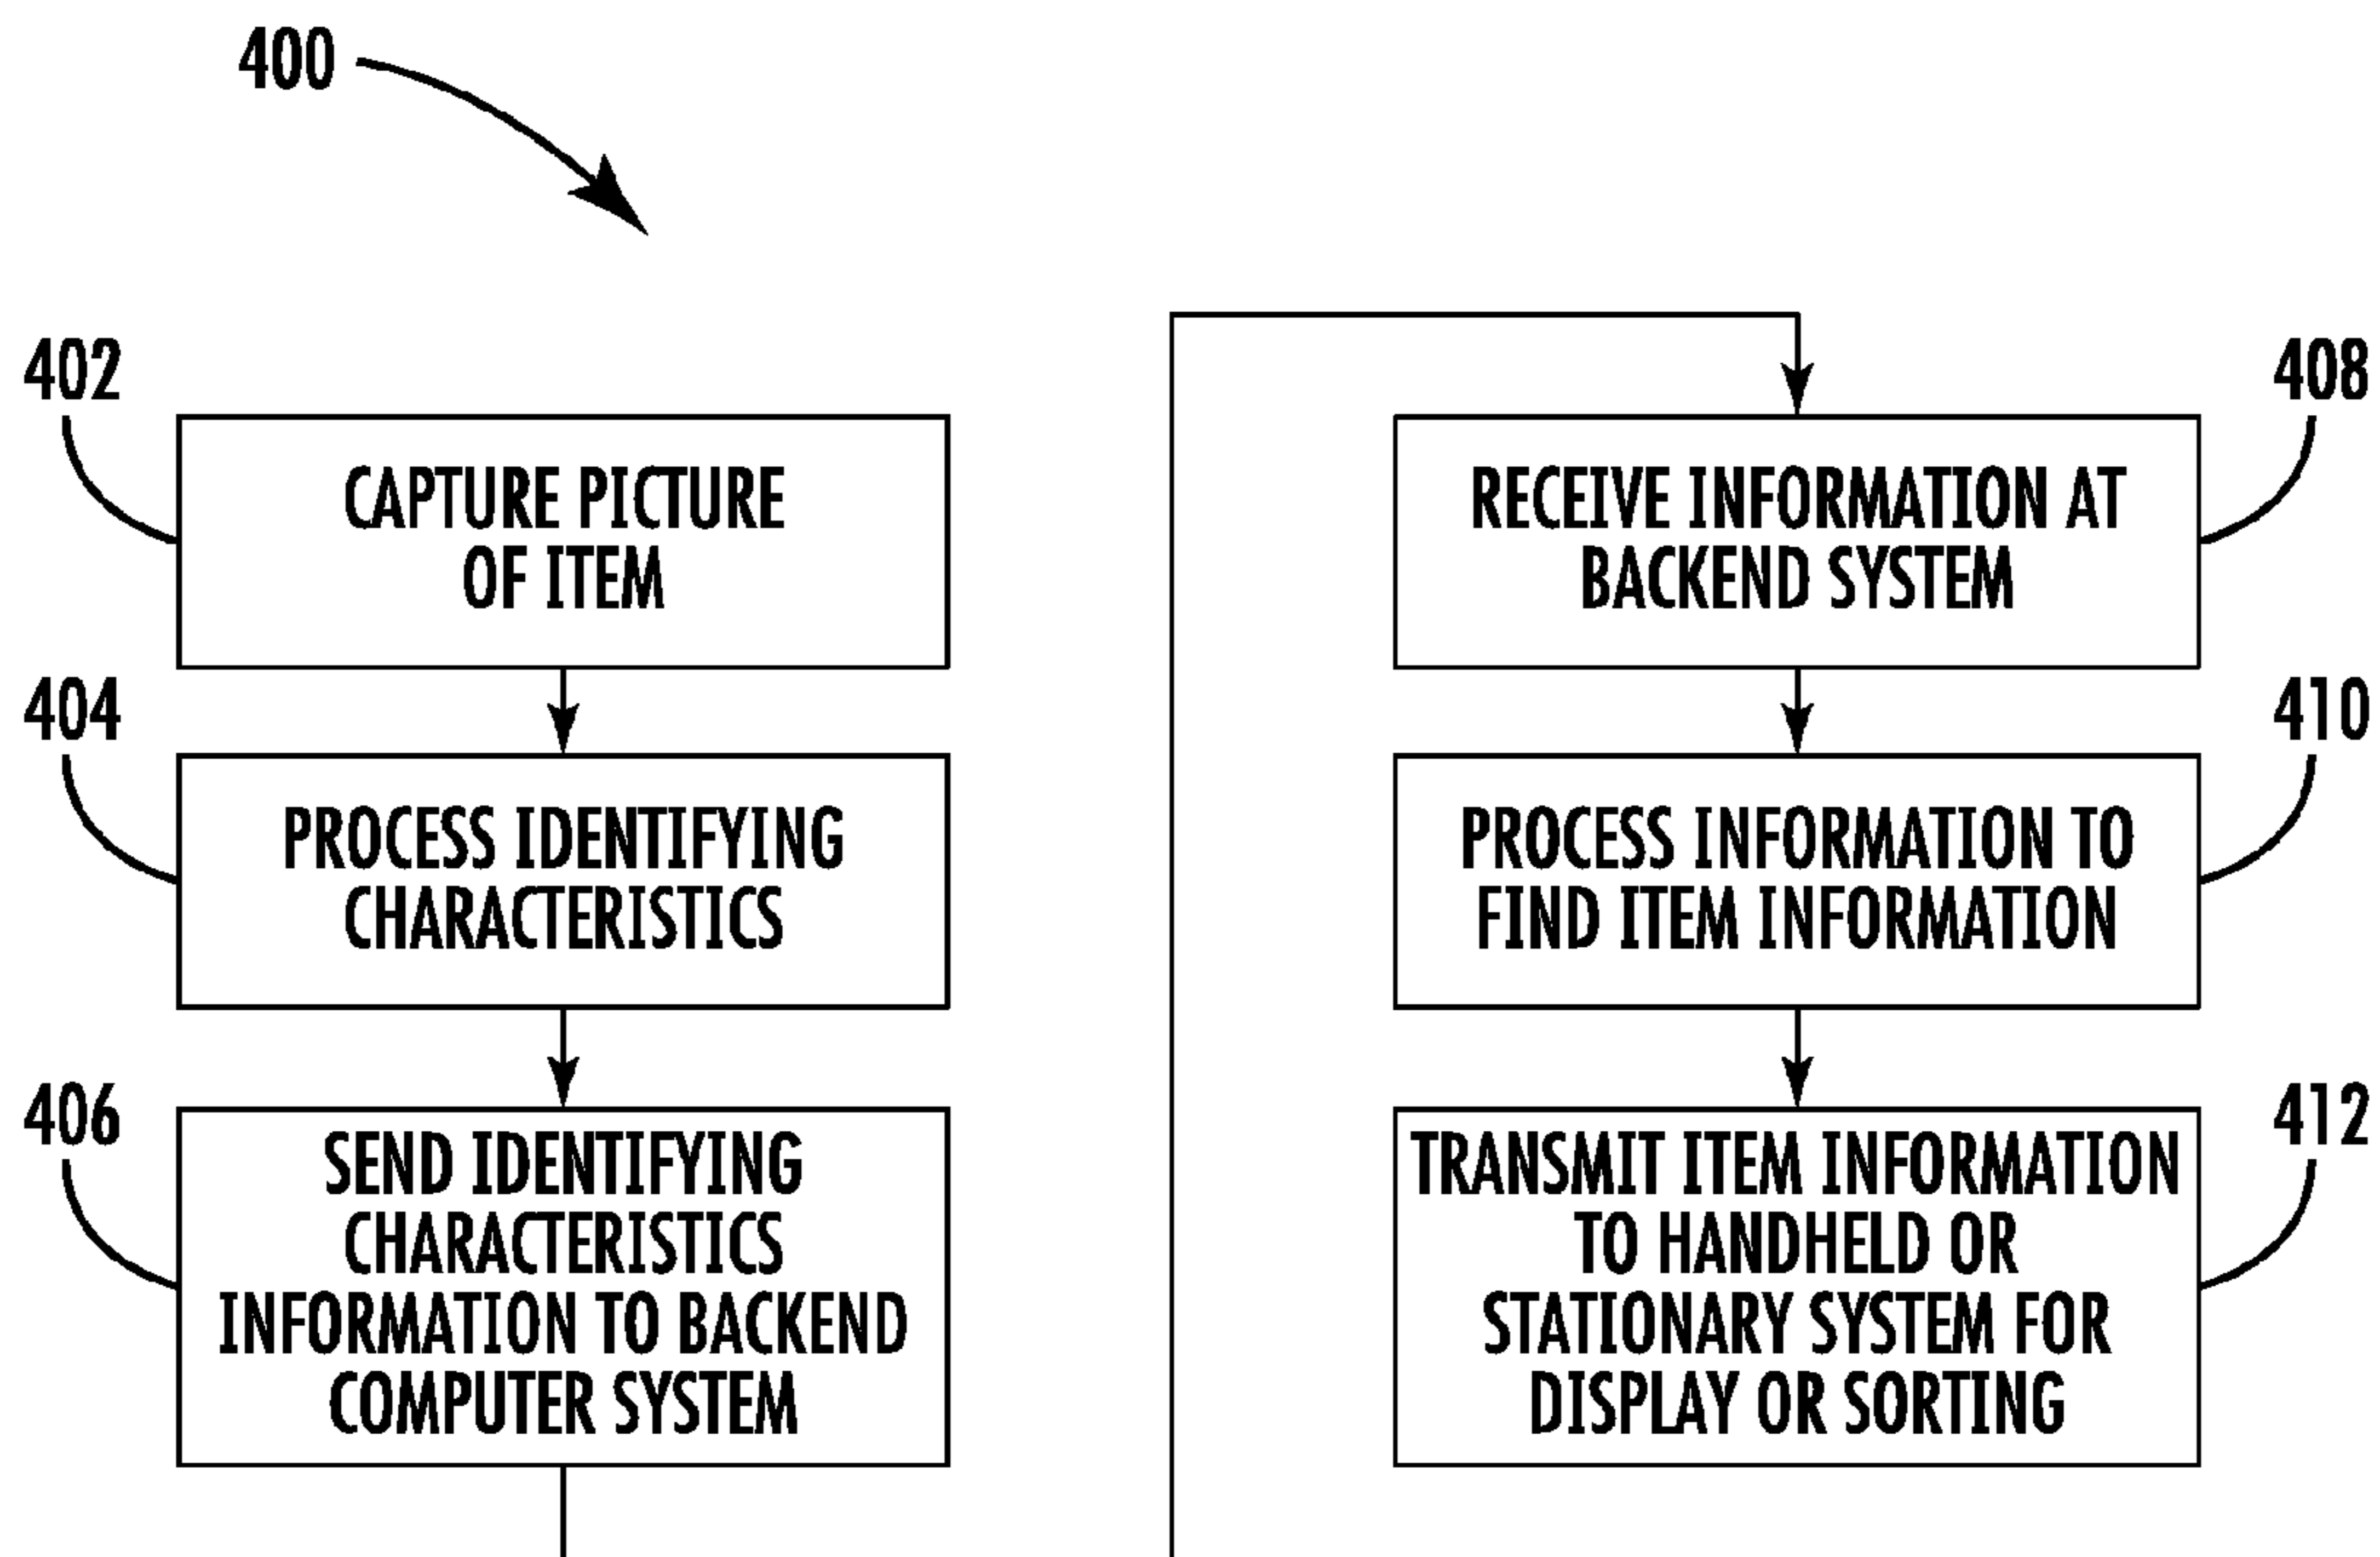 400
402
CAPTURE PICTURE
OF ITEM
404
PROCESS IDENTIFYING
CHARACTERISTICS
406
SEND IDENTIFYING
CHARACTERISTICS
INFORMATION TO BACKEND
COMPUTER SYSTEM
408
RECEIVE INFORMATION AT
BACKEND SYSTEM
410
PROCESS INFORMATION TO
FIND ITEM INFORMATION
412
TRANSMIT ITEM INFORMATION
TO HANDHELD OR
STATIONARY SYSTEM FOR
DISPLAY OR SORTING